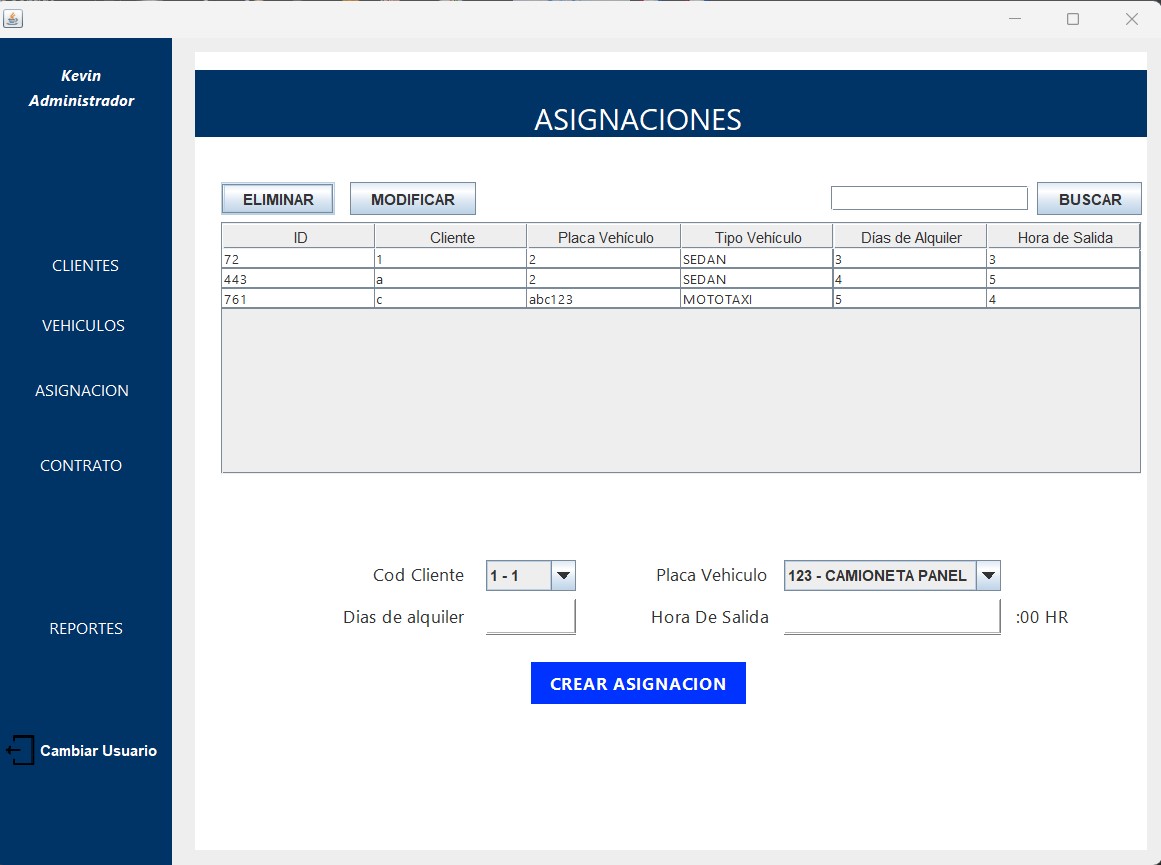 Kevin
Administrador
CLIENTES
VEHICULOS
ASIGNACION
CONTRATO
REPORTES
Cambiar Usuario
ASIGNACIONES
ELIMINAR MODIFICAR BUSCAR
ID Cliente Placa Vehículo Tipo Vehículo Días de Alquiler Hora de Salida
72 1 2 SEDAN 3 3
443 a 2 SEDAN 4 5
761 c abc123 MOTOTAXI 5 4
Cod Cliente 1 - 1 Placa Vehiculo 123 - CAMIONETA PANEL
Dias de alquiler Hora De Salida :00 HR
CREAR ASIGNACION